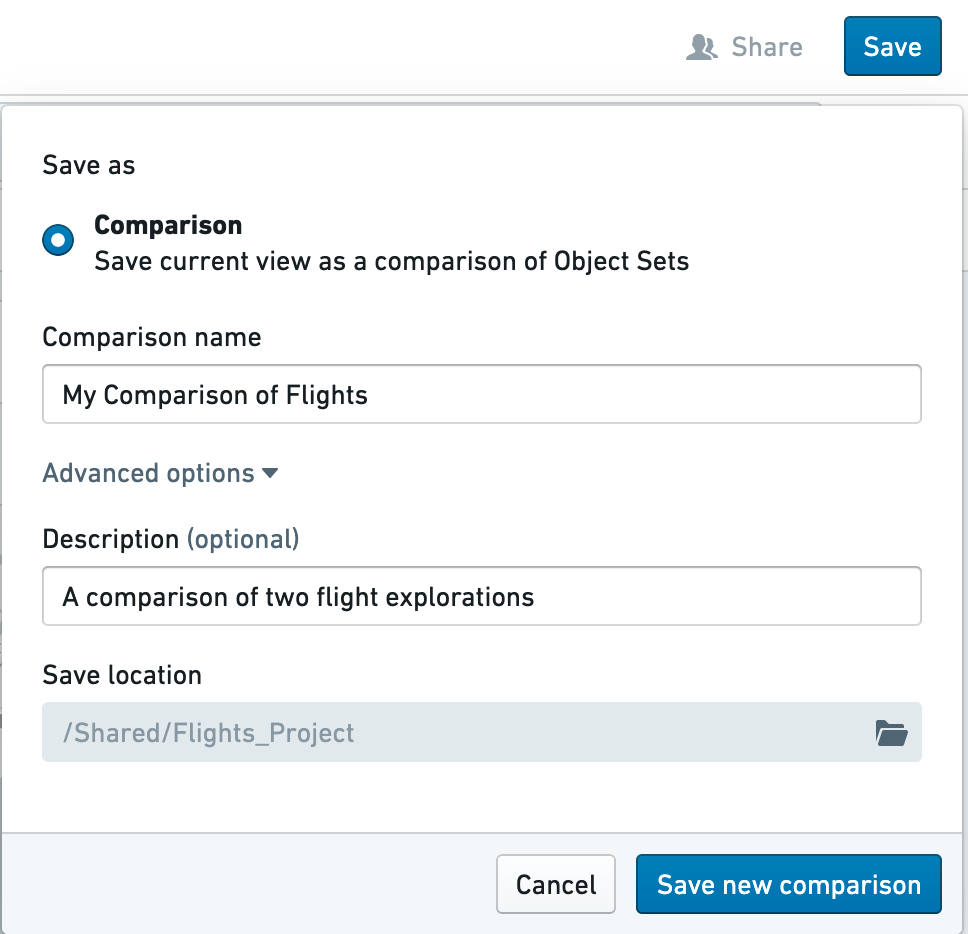 Share
Save
Save as
Comparison
Save current view as a comparison of Object Sets
Comparison name
My Comparison of Flights
Advanced options
Description (optional)
A comparison of two flight explorations
Save location
/Shared/Flights_Project
Cancel
Save new comparison